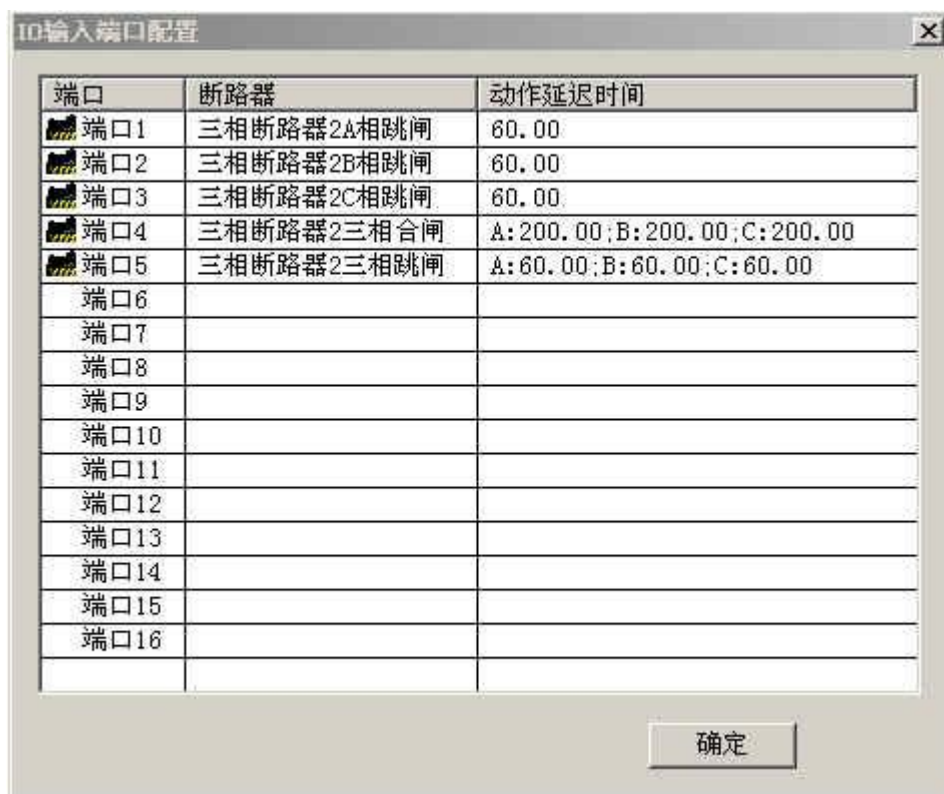 IO输入端口配置
端口 断路器 动作延迟时间
端口1 三相断路器2A相跳闸 60.00
端口2 三相断路器2B相跳闸 60.00
端口3 三相断路器2C相跳闸 60.00
端口4 三相断路器2三相合闸 A:200.00;B:200.00;C:200.00
端口5 三相断路器2三相跳闸 A:60.00;B:60.00;C:60.00
端口6
端口7
端口8
端口9
端口10
端口11
端口12
端口13
端口14
端口15
端口16
确定